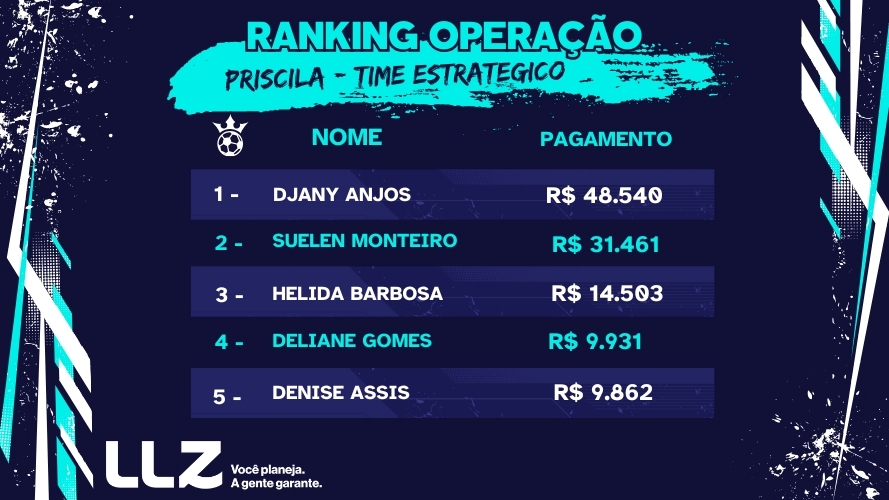 RANKING OPERAÇÃO
PRISCILA - TIME ESTRATEGICO
NOME PAGAMENTO
1 - DJANY ANJOS R$ 48.540
2 - SUELEN MONTEIRO R$ 31.461
3 - HELIDA BARBOSA R$ 14.503
4 - DELIANE GOMES R$ 9.931
5 - DENISE ASSIS R$ 9.862
LLZ
Você planeja.
A gente garante.